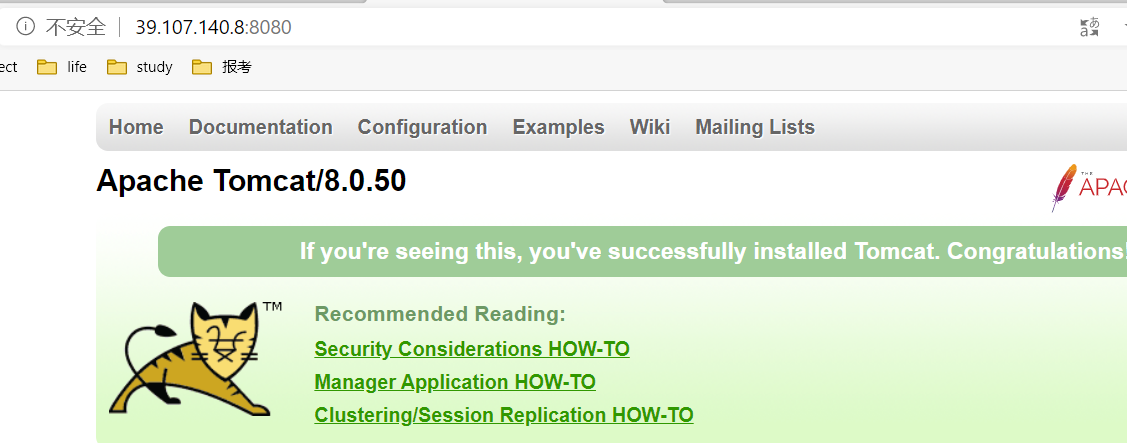 不安全 39.107.140.8:8080
ect life study 报考
Home Documentation Configuration Examples Wiki Mailing Lists
Apache Tomcat/8.0.50
THE
APAC
If you're seeing this, you've successfully installed Tomcat. Congratulations!
TM
Recommended Reading:
Security Considerations HOW-TO
Manager Application HOW-TO
Clustering/Session Replication HOW-TO